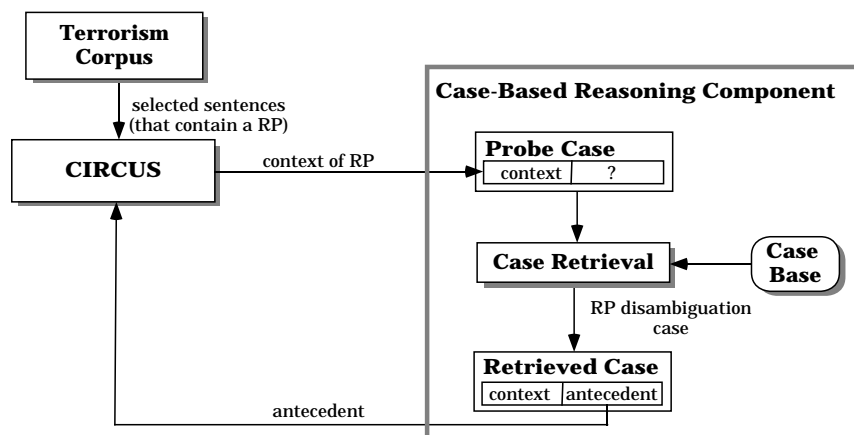 Terrorism
Corpus
selected sentences
(that contain a RP)
CIRCUS
context of RP
Case-Based Reasoning Component
Probe Case
context ?
Case Retrieval
Case
Base
RP disambiguation
case
Retrieved Case
context antecedent
antecedent